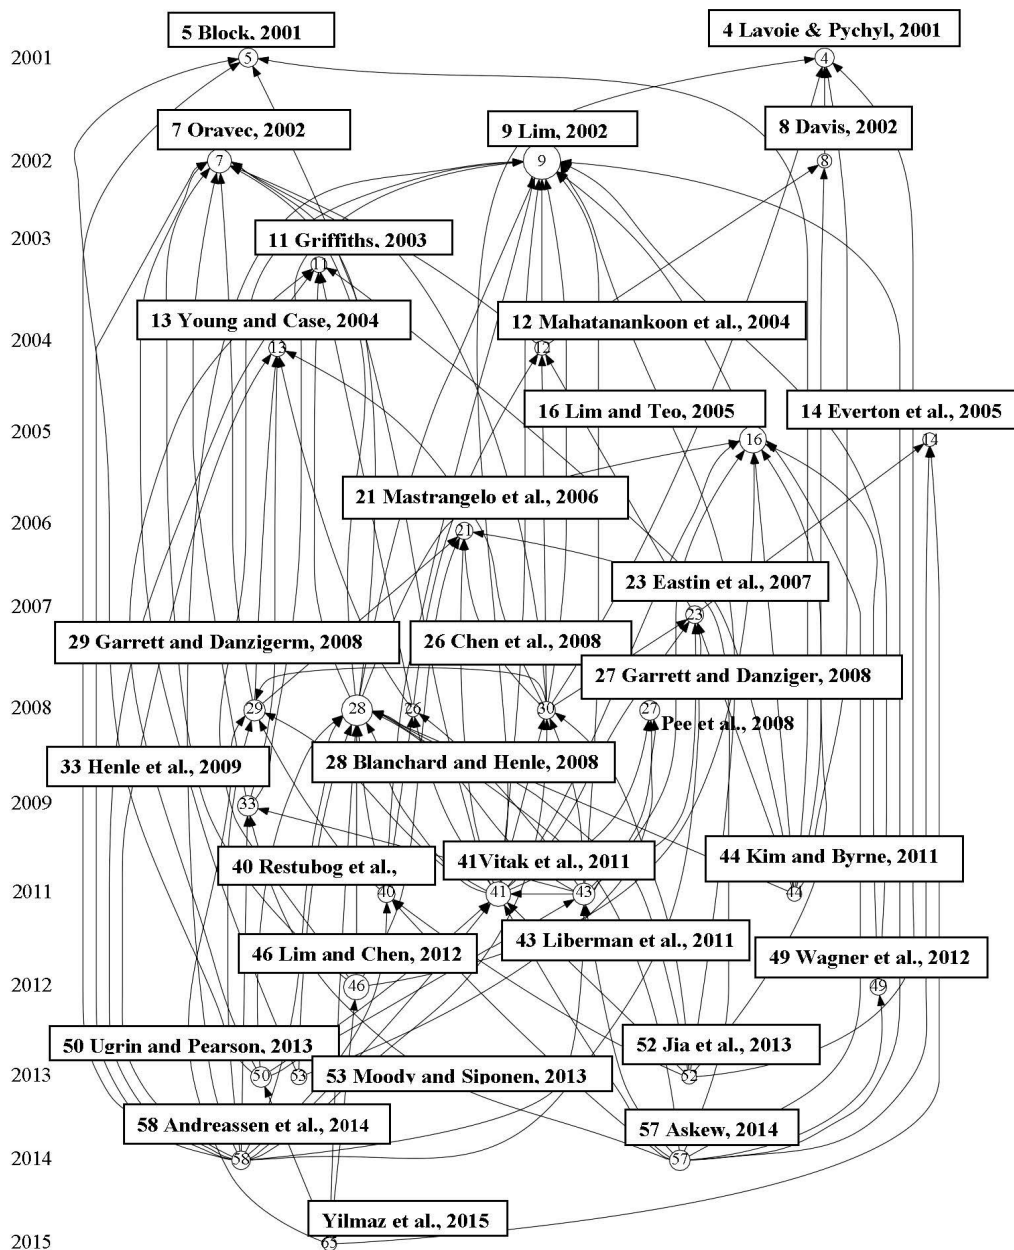 5 Block, 2001
4 Lavoie & Pychyl, 2001
2001
5
4
7 Oravec, 2002
9 Lim, 2002
8 Davis, 2002
2002
7
9
8
2003
11 Griffiths, 2003
11
13 Young and Case, 2004
12 Mahatanankoon et al., 2004
2004
13
12
16 Lim and Teo, 2005
14 Everton et al., 2005
2005
16
14
21 Mastrangelo et al., 2006
2006
21
23 Eastin et al., 2007
2007
23
29 Garrett and Danzigerm, 2008
26 Chen et al., 2008
27 Garrett and Danziger, 2008
2008
29
28
26
30
27
Pee et al., 2008
33 Henle et al., 2009
28 Blanchard and Henle, 2008
2009
33
40 Restubog et al.,
41Vitak et al., 2011
44 Kim and Byrne, 2011
2011
40
41
43
44
46 Lim and Chen, 2012
43 Liberman et al., 2011
49 Wagner et al., 2012
2012
46
49
50 Ugrin and Pearson, 2013
52 Jia et al., 2013
2013
50
53
53 Moody and Siponen, 2013
52
58 Andreassen et al., 2014
57 Askew, 2014
2014
58
57
Yilmaz et al., 2015
2015
65